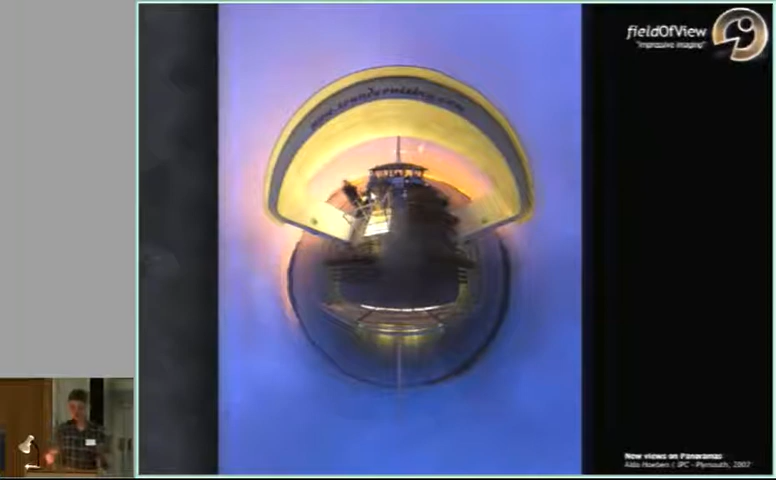 fieldOfView
"impressive imaging"
New views on Panoramas
Aldo Hoeben / IPC - Plymouth, 2007